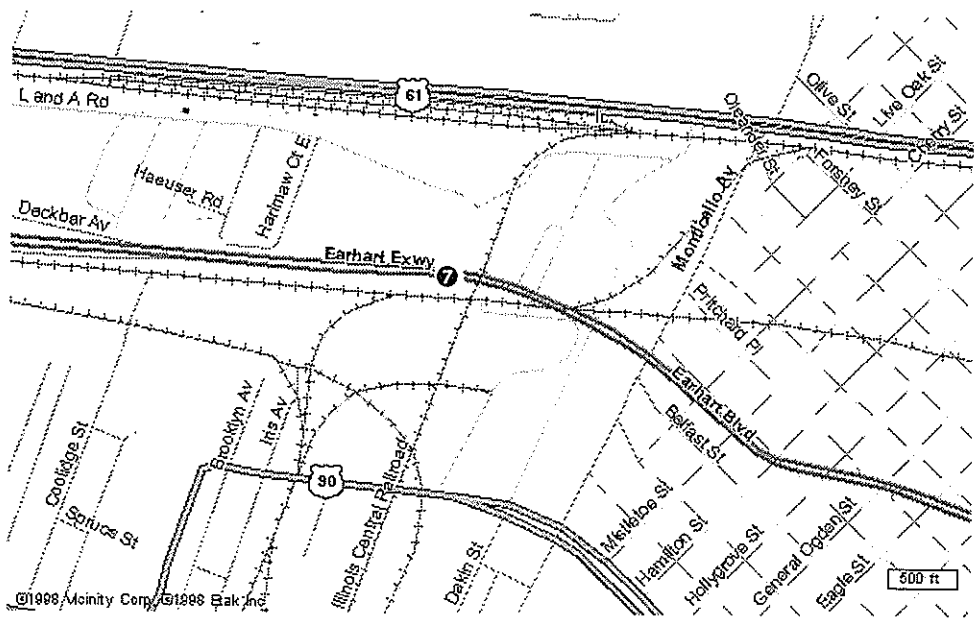 61
L and A Rd
Olive St
Live Oak St
Cherry St
Oleander St
Forshey St
Haeuser Rd
Hartmaw Ct E
Monticello Av
Deckbar Av
Earhart Exwy
7
Pritchard Pl
Earhart Blvd
Belfast St
Brooklyn Av
Iris Av
90
Coolidge St
Spruce St
Illinois Central Railroad
Dakin St
Mistletoe St
Hamilton St
Hollygrove St
General Ogden St
Eagle St
500 ft
©1998 Vicinity Corp ©1998 Etak Inc